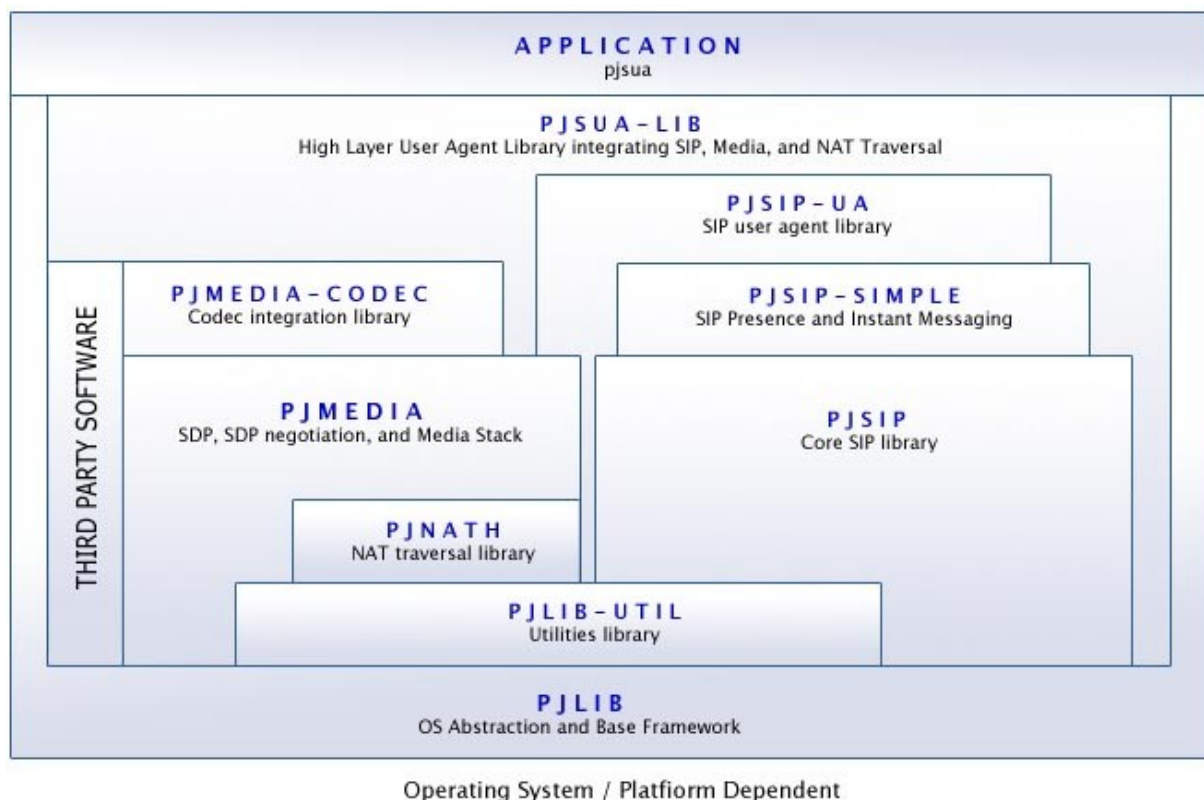 APPLICATION
pjsua
PJSUA-LIB
High Layer User Agent Library integrating SIP, Media, and NAT Traversal
PJSIP-UA
SIP user agent library
PJMEDIA-CODEC
Codec integration library
PJSIP-SIMPLE
SIP Presence and Instant Messaging
THIRD PARTY SOFTWARE
PJMEDIA
SDP, SDP negotiation, and Media Stack
PJSIP
Core SIP library
PJNATH
NAT traversal library
PJLIB-UTIL
Utilities library
PJLIB
OS Abstraction and Base Framework
Operating System / Platfiorm Dependent